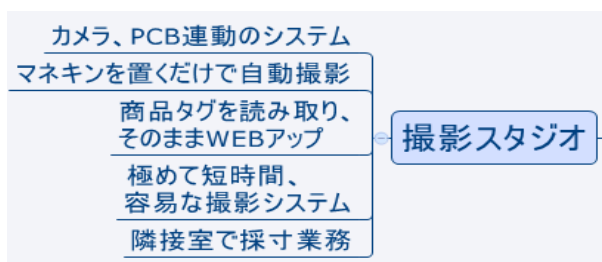 カメラ、PCB連動のシステム
マネキンを置くだけで自動撮影
商品タグを読み取り、
そのままWEBアップ
極めて短時間、
容易な撮影システム
隣接室で採寸業務
撮影スタジオ